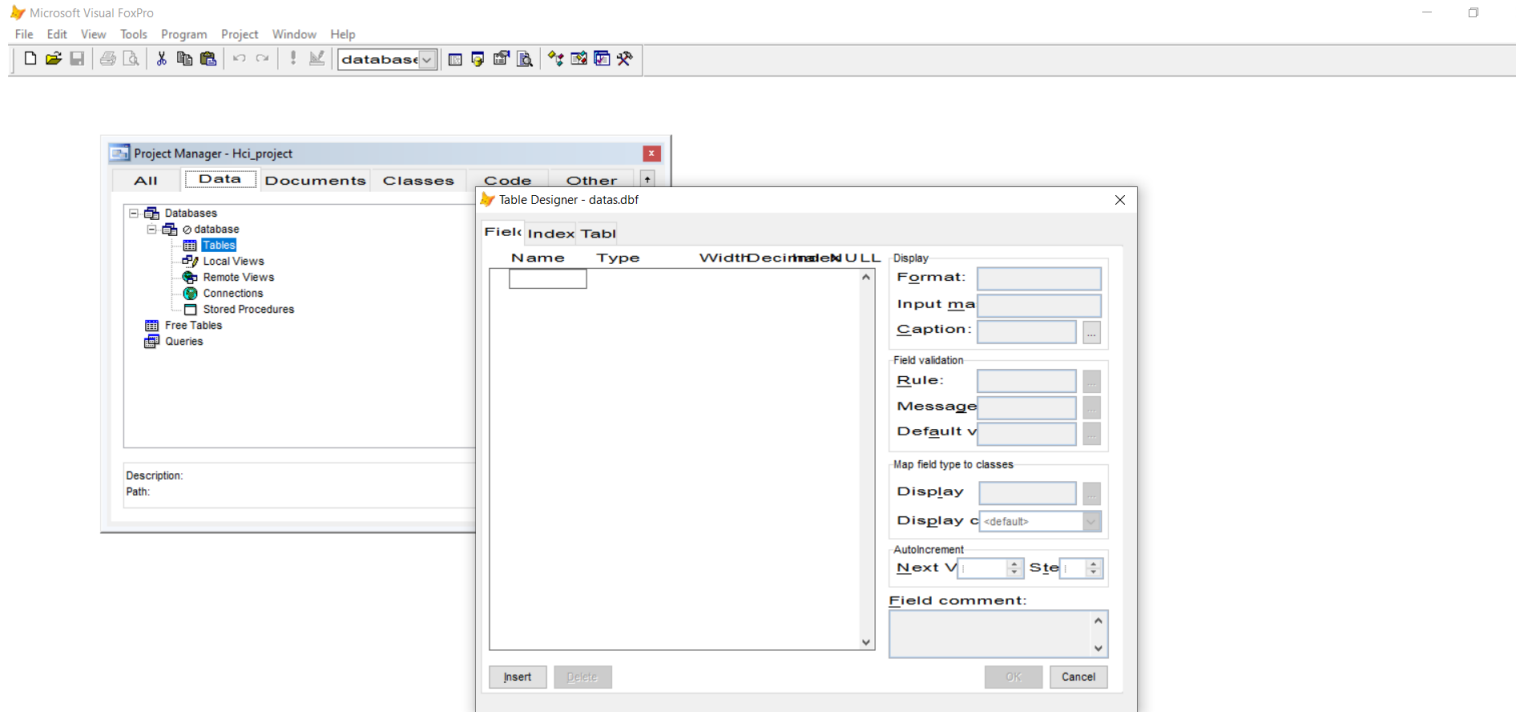 Microsoft Visual FoxPro
File Edit View Tools Program Project Window Help
database
Project Manager - Hci_project
All Data Documents Classes Code Other
Databases
database
Tables
Local Views
Remote Views
Connections
Stored Procedures
Free Tables
Queries
Description:
Path:
Table Designer - datas.dbf
Field Index Tabl
Name Type Width Decimal Index NULL
Display
Format:
Input ma
Caption:
...
Field validation
Rule:
...
Message
...
Default v
...
Map field type to classes
Display
...
Display c <default>
AutoIncrement
Next V Ste
Field comment:
Insert Delete OK Cancel